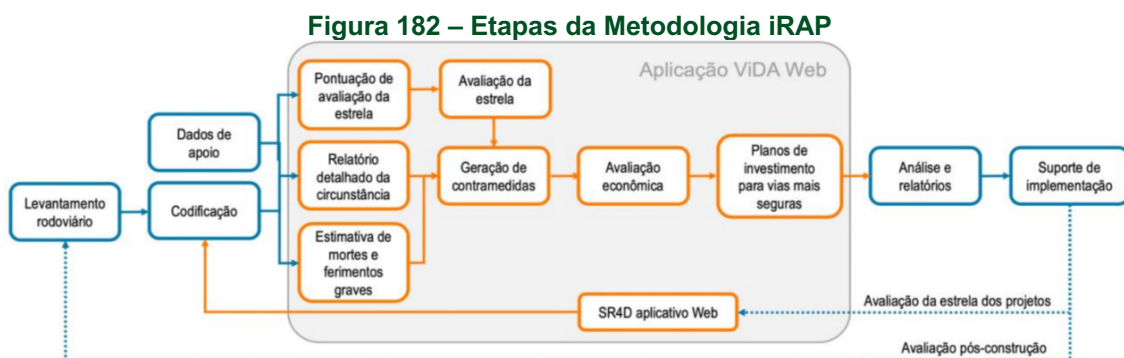 Figura 182 – Etapas da Metodologia iRAP
Aplicação ViDA Web
Pontuação de
avaliação da
estrela
Avaliação da
estrela
Dados de
apoio
Relatório
detalhado da
circunstância
Geração de
contramedidas
Avaliação
econômica
Planos de
investimento
para vias mais
seguras
Análise e
relatórios
Suporte de
implementação
Levantamento
rodoviário
Codificação
Estimativa de
mortes e
ferimentos
graves
SR4D aplicativo Web
Avaliação da estrela dos projetos
Avaliação pós-construção